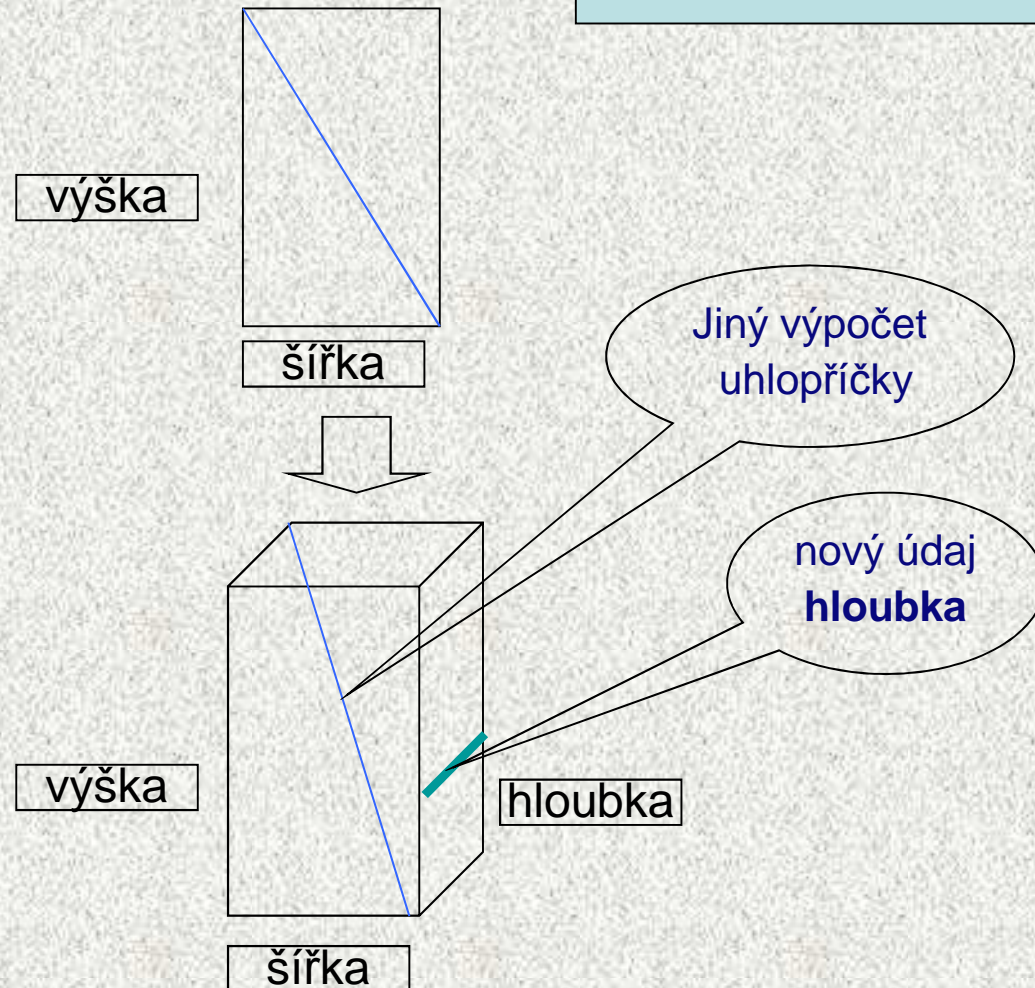 výška
šířka
Jiný výpočet
uhlopříčky
nový údaj
hloubka
výška
hloubka
šířka